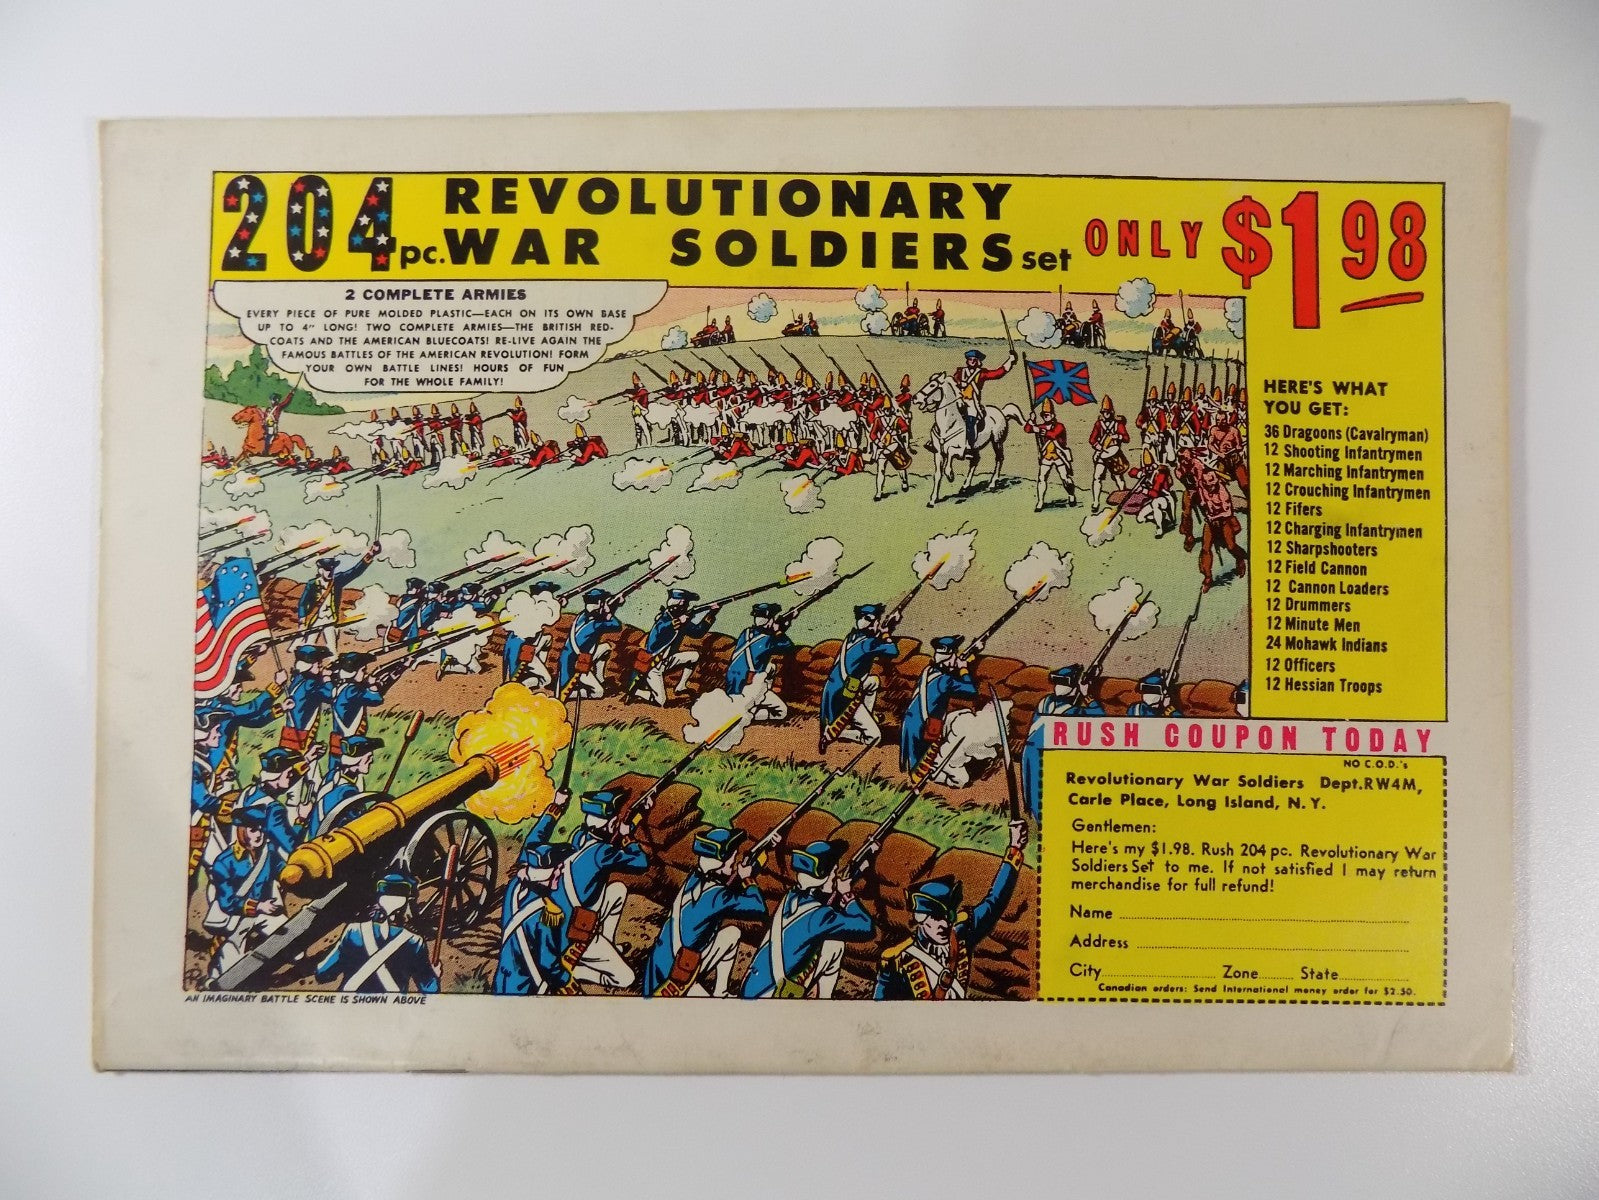 204 pc. REVOLUTIONARY
WAR SOLDIERS set
ONLY $1.98
2 COMPLETE ARMIES
EVERY PIECE OF PURE MOLDED PLASTIC—EACH ON ITS OWN BASE
UP TO 4" LONG! TWO COMPLETE ARMIES—THE BRITISH RED-
COATS AND THE AMERICAN BLUECOATS! RE-LIVE AGAIN THE
FAMOUS BATTLES OF THE AMERICAN REVOLUTION! FORM
YOUR OWN BATTLE LINES! HOURS OF FUN
FOR THE WHOLE FAMILY!
HERE'S WHAT
YOU GET:
36 Dragoons (Cavalryman)
12 Shooting Infantrymen
12 Marching Infantrymen
12 Crouching Infantrymen
12 Fifers
12 Charging Infantrymen
12 Sharpshooters
12 Field Cannon
12 Cannon Loaders
12 Drummers
12 Minute Men
24 Mohawk Indians
12 Officers
12 Hessian Troops
RUSH COUPON TODAY
NO C.O.D.'s
Revolutionary War Soldiers Dept.RW4M,
Carle Place, Long Island, N.Y.
Gentlemen:
Here's my $1.98. Rush 204 pc. Revolutionary War
Soldiers Set to me. If not satisfied I may return
merchandise for full refund!
Name
Address
City Zone State
Canadian orders: Send International money order for $2.50.
AN IMAGINARY BATTLE SCENE IS SHOWN ABOVE